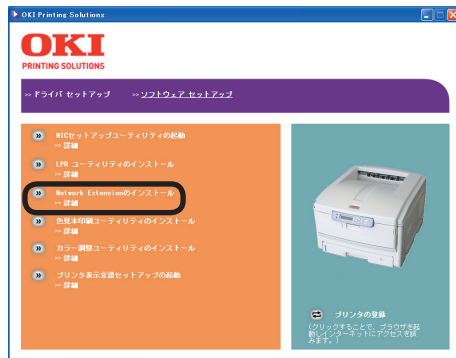 OKI Printing Solutions
OKI
PRINTING SOLUTIONS
>> ドライバ セットアップ >> ソフトウェア セットアップ
NICセットアップユーティリティの起動
>> 詳細
LPR ユーティリティのインストール
>> 詳細
Network Extensionのインストール
>> 詳細
色見本印刷ユーティリティのインストール
>> 詳細
カラー調整ユーティリティのインストール
>> 詳細
プリンタ表示言語セットアップの起動
>> 詳細
プリンタの登録
(クリックすることで、ブラウザを起
動しインターネットにアクセスを試
みます。)